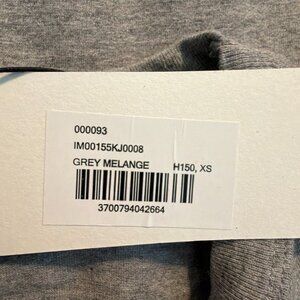 000093
IM00155KJ0008
GREY MELANGE H150, XS
3700794042664